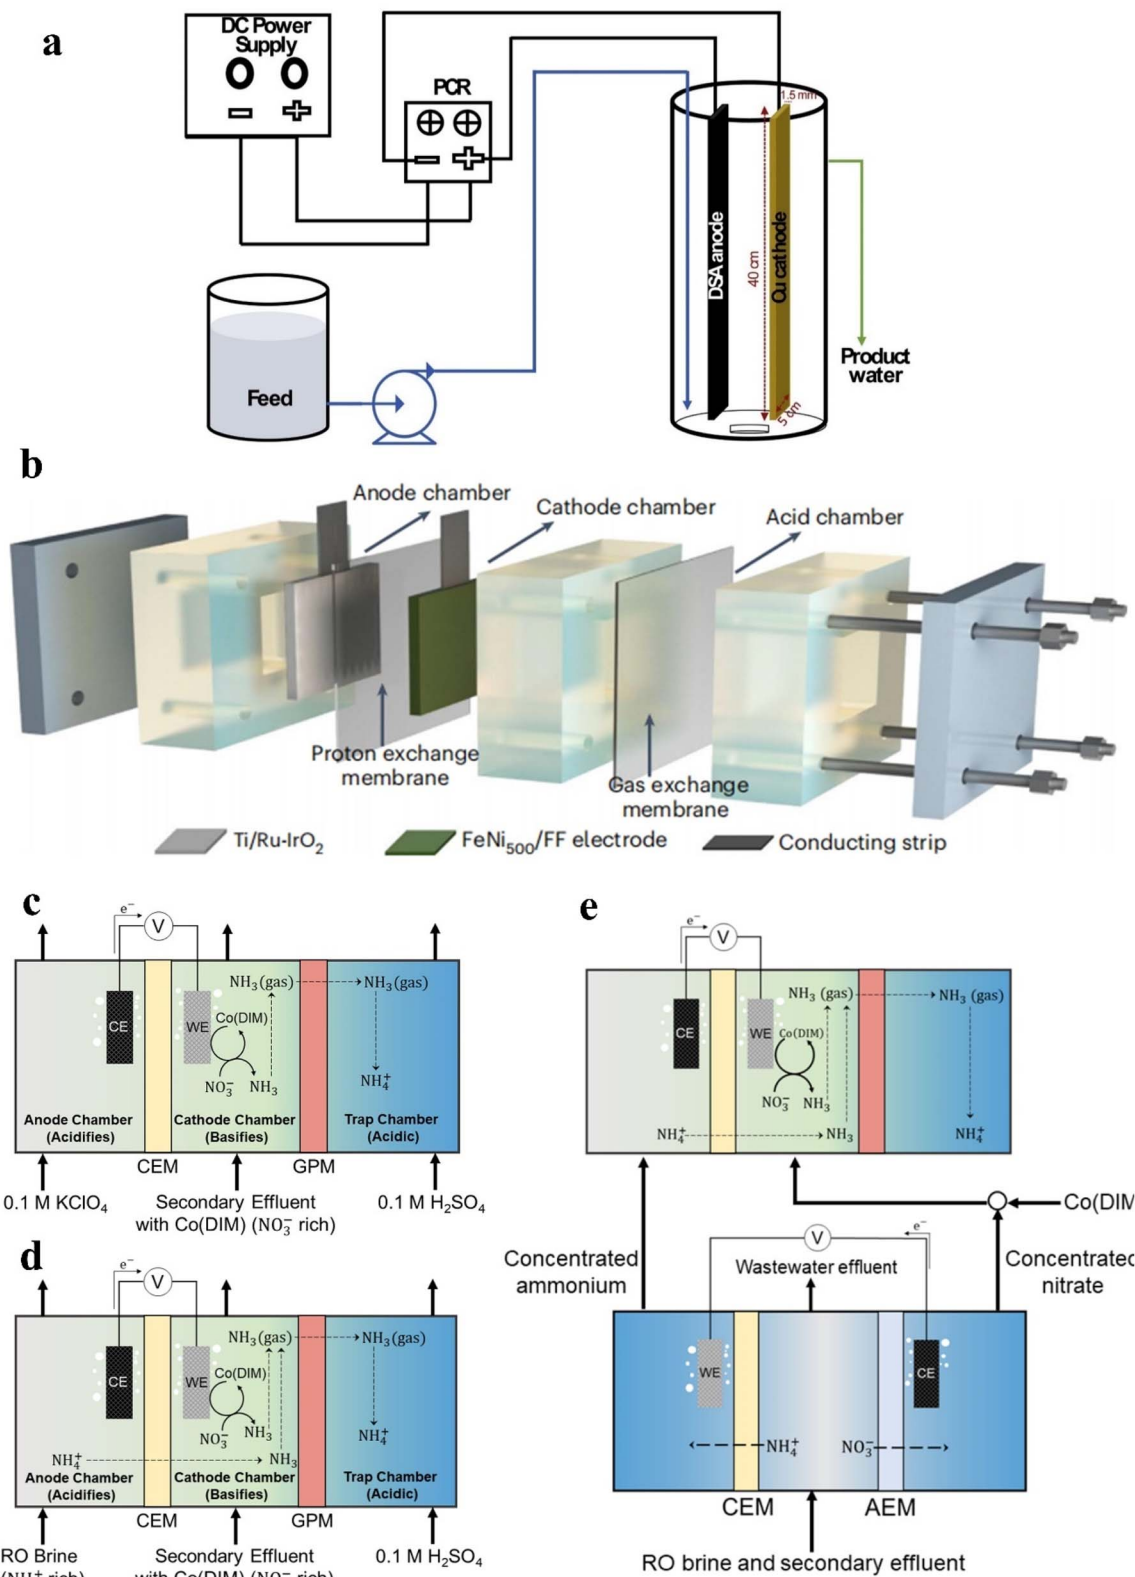 a
DC Power
Supply
PCR
1.5 mm
DSA anode
40 cm
Cu cathode
5 cm
Feed
Product
water
b
Anode chamber
Cathode chamber
Acid chamber
Proton exchange
membrane
Gas exchange
membrane
Ti/Ru-IrO₂
FeNi₅₀₀/FF electrode
Conducting strip
c
e⁻
V
CE
WE
Co(DIM)
NO₃⁻
NH₃
NH₃(gas)
NH₃(gas)
NH₄⁺
Anode Chamber
(Acidifies)
Cathode Chamber
(Basifies)
Trap Chamber
(Acidic)
CEM
GPM
0.1 M KClO₄
Secondary Effluent
with Co(DIM) (NO₃⁻ rich)
0.1 M H₂SO₄
d
e⁻
V
CE
WE
Co(DIM)
NO₃⁻
NH₃
NH₃(gas)
NH₃(gas)
NH₄⁺
NH₄⁺
NH₃
Anode Chamber
(Acidifies)
Cathode Chamber
(Basifies)
Trap Chamber
(Acidic)
CEM
GPM
RO Brine
(NH₄⁺ rich)
Secondary Effluent
with Co(DIM) (NO₃⁻ rich)
0.1 M H₂SO₄
e
e⁻
V
CE
WE
Co(DIM)
NO₃⁻
NH₃
NH₃ (gas)
NH₃ (gas)
NH₄⁺
NH₃
NH₄⁺
Co(DIM
Concentrated
ammonium
V
e⁻
Wastewater effluent
Concentrated
nitrate
WE
CE
NH₄⁺
NO₃⁻
CEM
AEM
RO brine and secondary effluent